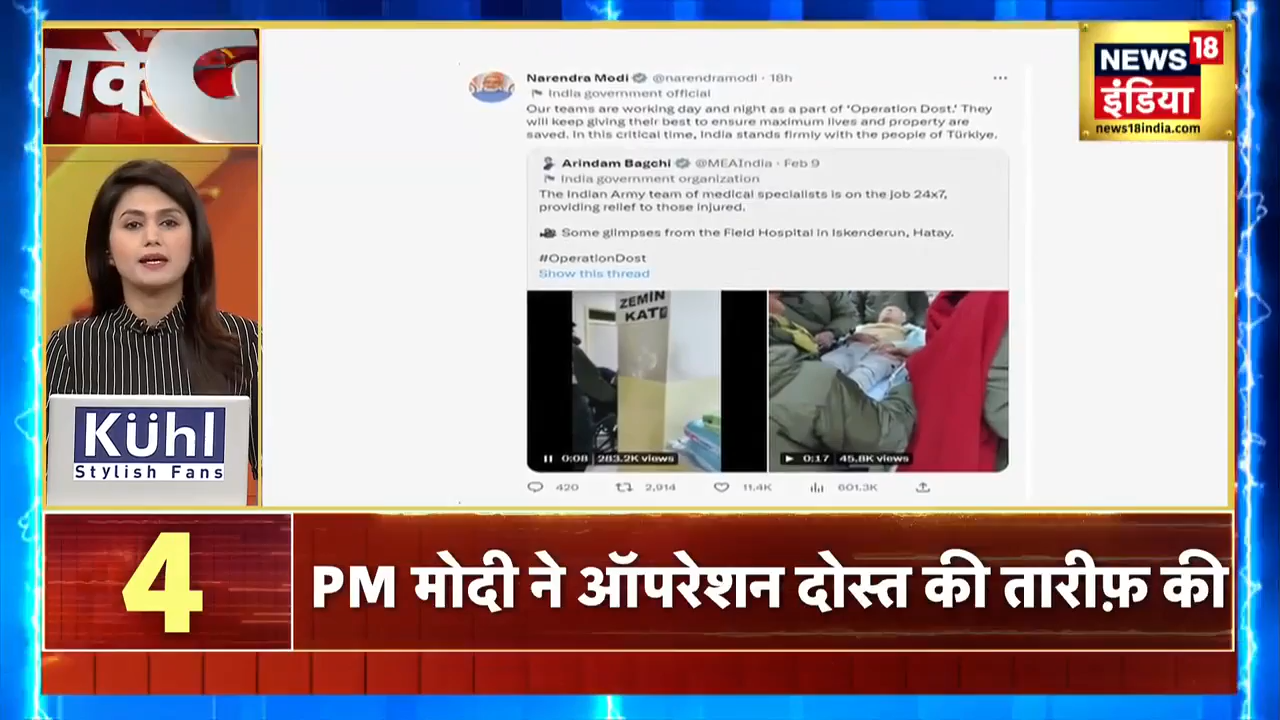 NEWS 18
इंडिया
news18india.com
Narendra Modi @narendramodi · 18h
India government official
Our teams are working day and night as a part of 'Operation Dost.' They
will keep giving their best to ensure maximum lives and property are
saved. In this critical time, India stands firmly with the people of Türkiye.
Arindam Bagchi @MEAIndia · Feb 9
India government organization
The Indian Army team of medical specialists is on the job 24x7,
providing relief to those injured.
Some glimpses from the Field Hospital in Iskenderun, Hatay.
#OperationDost
Show this thread
ZEMIN
KAT
0:08 283.2K views
0:17 45.8K views
420 2,914 11.4K 601.3K
Kühl
Stylish Fans
4
PM मोदी ने ऑपरेशन दोस्त की तारीफ़ की